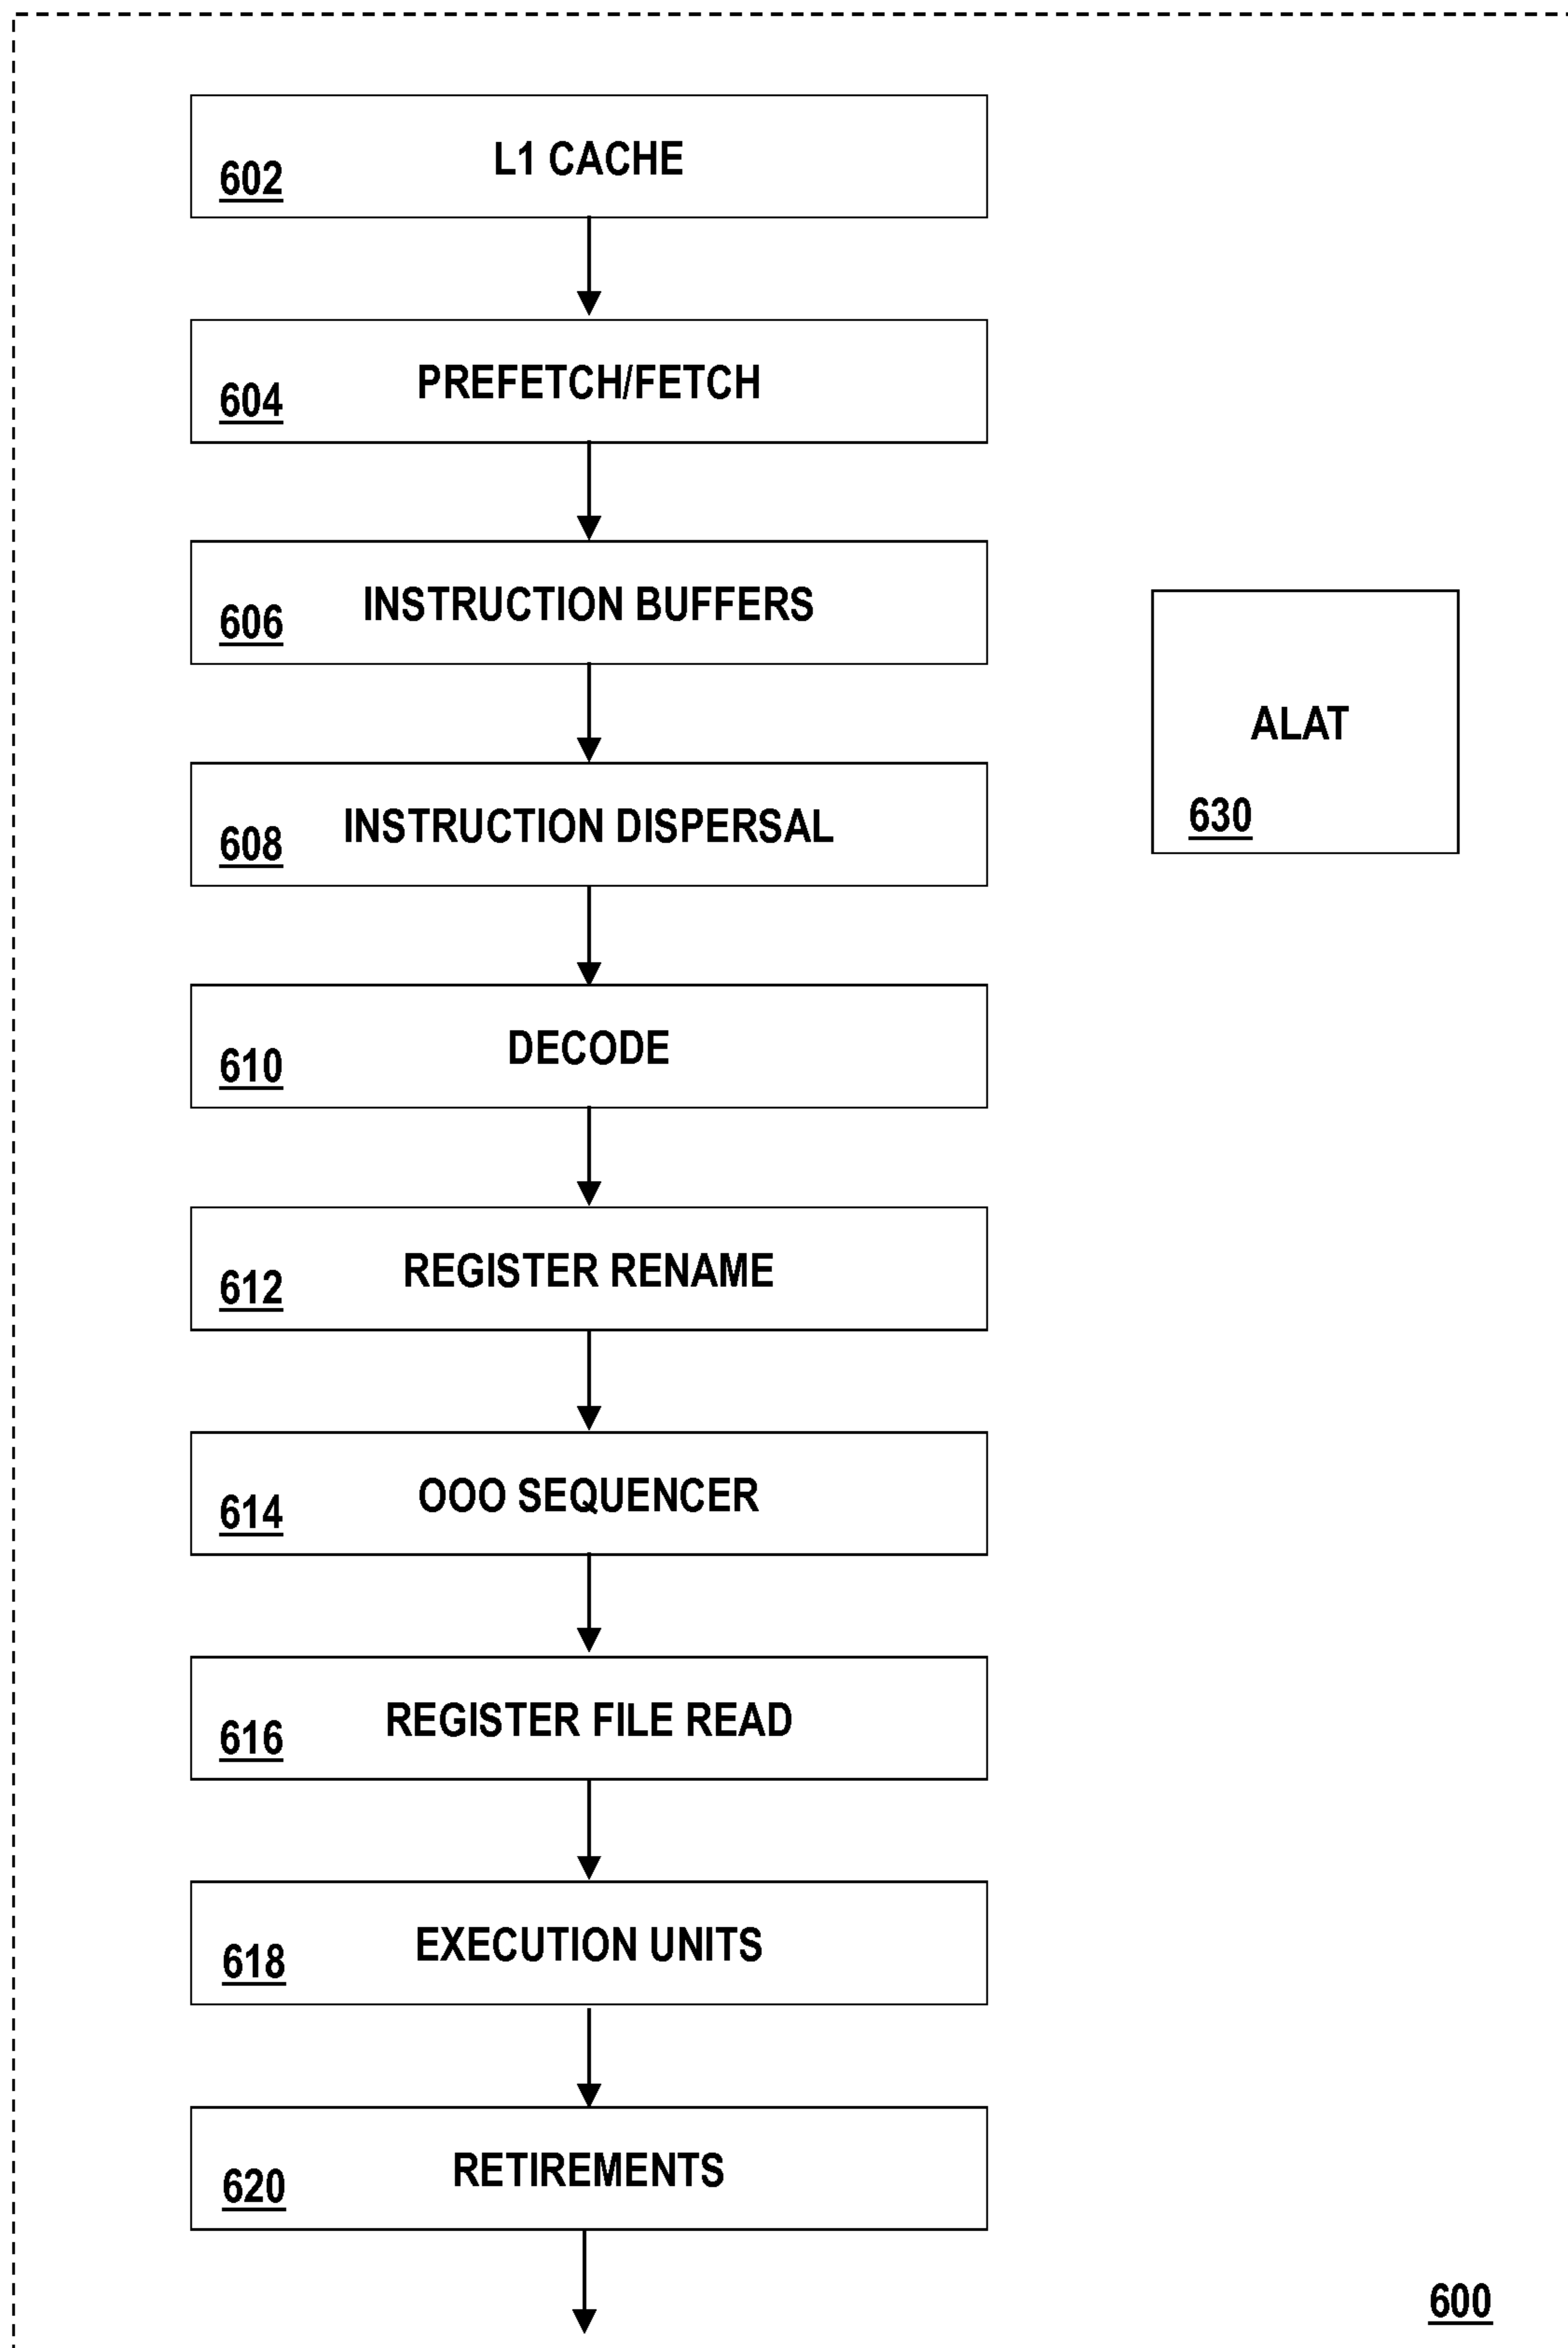 L1 CACHE
602
PREFETCH/FETCH
604
INSTRUCTION BUFFERS
606
ALAT
630
INSTRUCTION DISPERSAL
608
DECODE
610
REGISTER RENAME
612
OOO SEQUENCER
614
REGISTER FILE READ
616
EXECUTION UNITS
618
RETIREMENTS
620
600